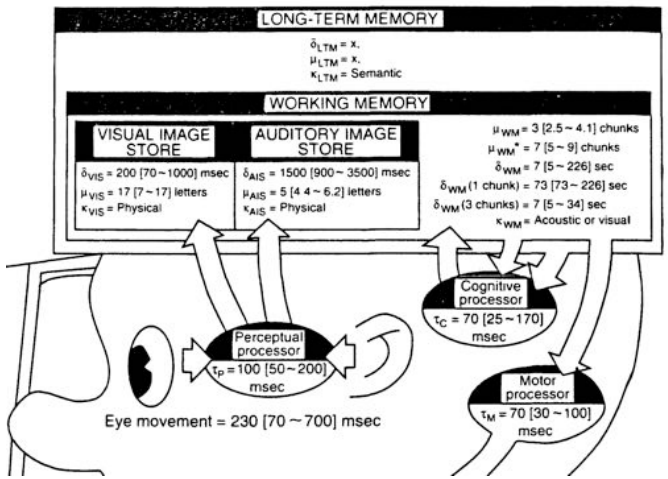 LONG-TERM MEMORY
δLTM = x,
μLTM = x,
κLTM = Semantic
WORKING MEMORY
VISUAL IMAGE
STORE
δVIS = 200 [70~1000] msec
μVIS = 17 [7~17] letters
κVIS = Physical
AUDITORY IMAGE
STORE
δAIS = 1500 [900~3500] msec
μAIS = 5 [4 4~6.2] letters
κAIS = Physical
μWM = 3 [2.5~4.1] chunks
μWM* = 7 [5~9] chunks
δWM = 7 [5~226] sec
δWM (1 chunk) = 73 [73~226] sec
δWM (3 chunks) = 7 [5~34] sec
κWM = Acoustic or visual
Cognitive
processor
τC = 70 [25~170]
msec
Perceptual
processor
τP = 100 [50~200]
msec
Eye movement = 230 [70~700] msec
Motor
processor
τM = 70 [30~100]
msec